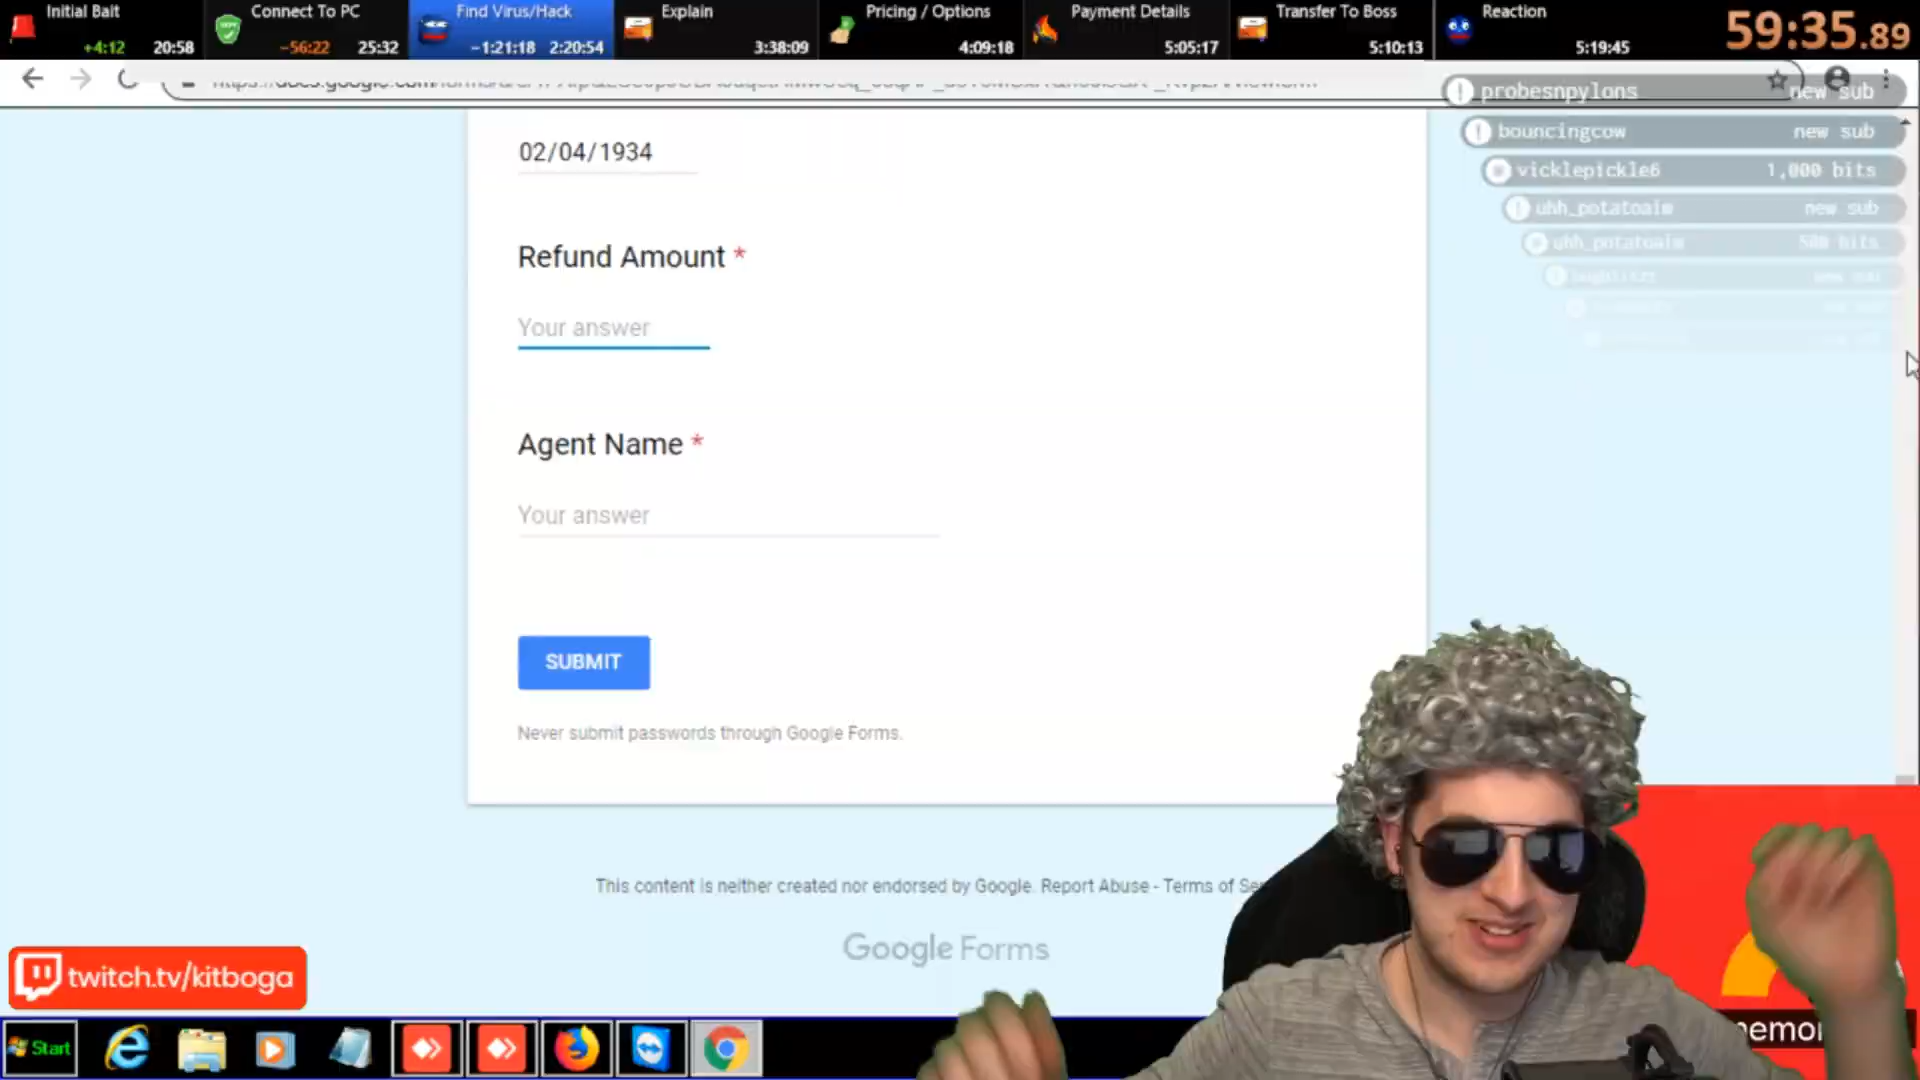 Initial Bait
+4:12 20:58
Connect To PC
-56:22 25:32
Find Virus/Hack
-1:21:18 2:20:54
Explain
3:38:09
Pricing / Options
4:09:18
Payment Details
5:05:17
Transfer To Boss
5:10:13
Reaction
5:19:45
59:35.89
probesnpylons new sub
bouncingcow new sub
vicklepickle6 1,000 bits
uhh_potatoaim new sub
uhh_potatoaim 500 bits
02/04/1934
Refund Amount *
Your answer
Agent Name *
Your answer
SUBMIT
Never submit passwords through Google Forms.
This content is neither created nor endorsed by Google. Report Abuse - Terms of
Google Forms
twitch.tv/kitboga
Start